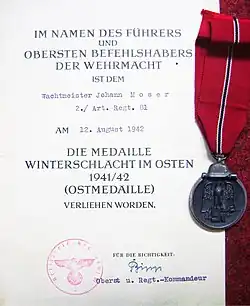 IM NAMEN DES FÜHRERS
UND
OBERSTEN BEFEHLSHABERS
DER WEHRMACHT
IST DEM
Wachtmeister Johann Moser
2./ Art. Regt. 81
AM 12. August 1942
DIE MEDAILLE
WINTERSCHLACHT IM OSTEN
1941/42
(OSTMEDAILLE)
VERLIEHEN WORDEN.
FÜR DIE RICHTIGKEIT:
Oberst u. Regt.-Kommandeur